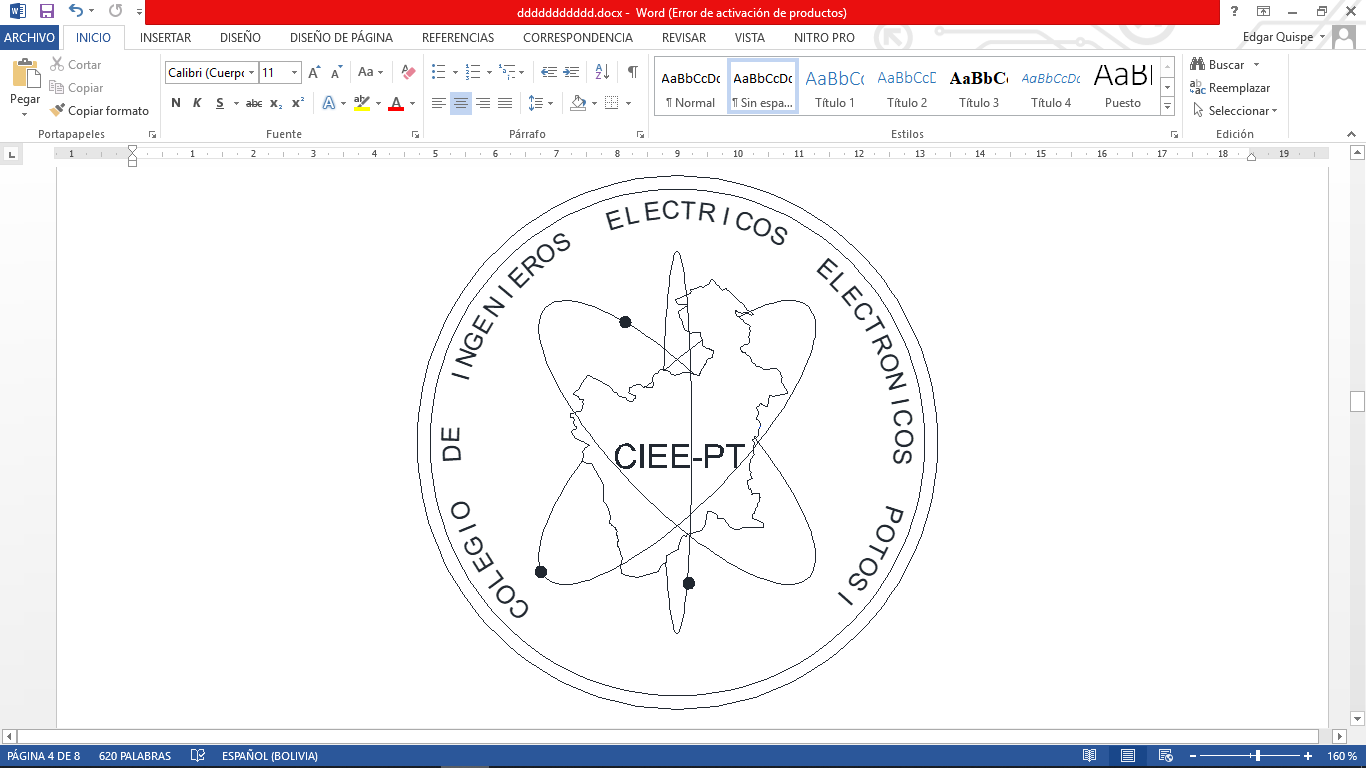 ddddddddddd.docx - Word (Error de activación de productos)
ARCHIVO INICIO INSERTAR DISEÑO DISEÑO DE PÁGINA REFERENCIAS CORRESPONDENCIA REVISAR VISTA NITRO PRO Edgar Quispe
Pegar
Cortar
Copiar
Copiar formato
Portapapeles
Calibri (Cuerpo 11
N K S abc x₂ x²
Fuente
Párrafo
AaBbCcDc AaBbCcDc AaBbCc AaBbCcD AaBbC AaBbCcDc AaBl
¶ Normal ¶ Sin espa... Título 1 Título 2 Título 3 Título 4 Puesto
Estilos
Buscar
Reemplazar
Seleccionar
Edición
1 1 2 3 4 5 6 7 8 9 10 11 12 13 14 15 16 17 18 19
COLEGIO DE INGENIEROS ELECTRICOS ELECTRONICOS POTOSI
CIEE-PT
PÁGINA 4 DE 8 620 PALABRAS ESPAÑOL (BOLIVIA) 160 %